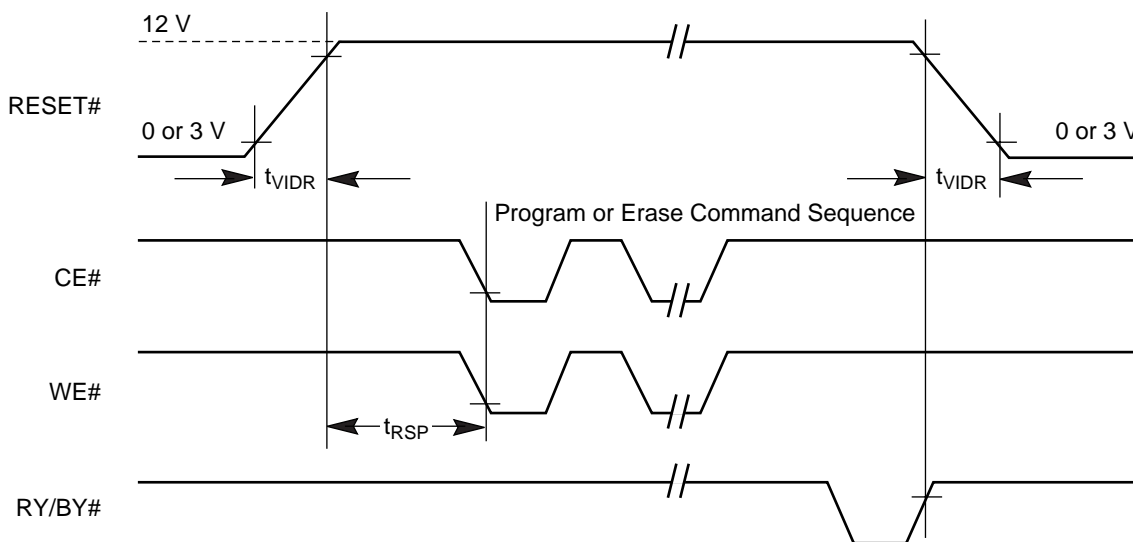 12 V
RESET#
0 or 3 V
0 or 3 V
tVIDR
tVIDR
Program or Erase Command Sequence
CE#
WE#
tRSP
RY/BY#